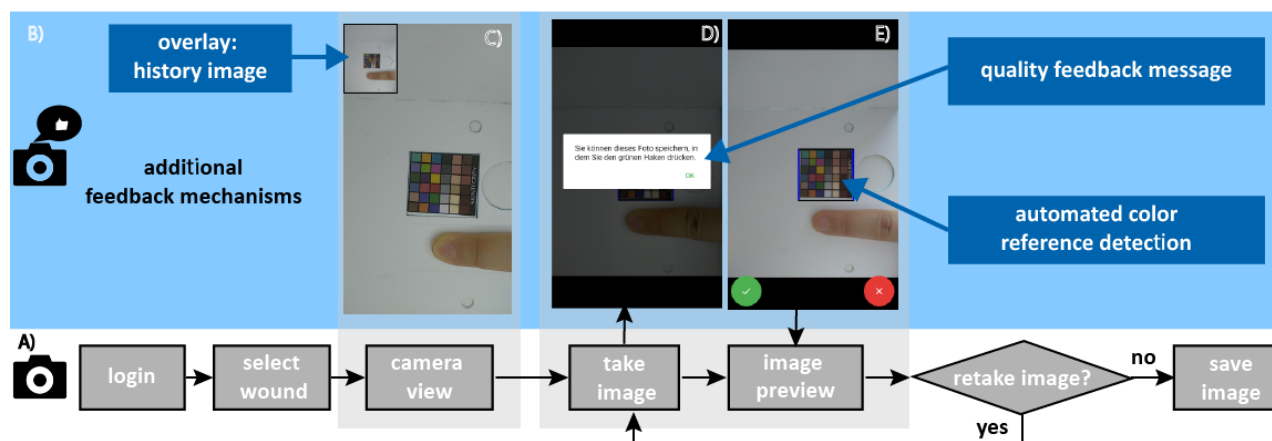 B)
overlay:
history image
C)
D)
E)
quality feedback message
additional
feedback mechanisms
Sie können dieses Foto speichern, in
dem Sie den grünen Haken drücken.
OK
automated color
reference detection
A)
login
select
wound
camera
view
take
image
image
preview
retake image?
no
save
image
yes